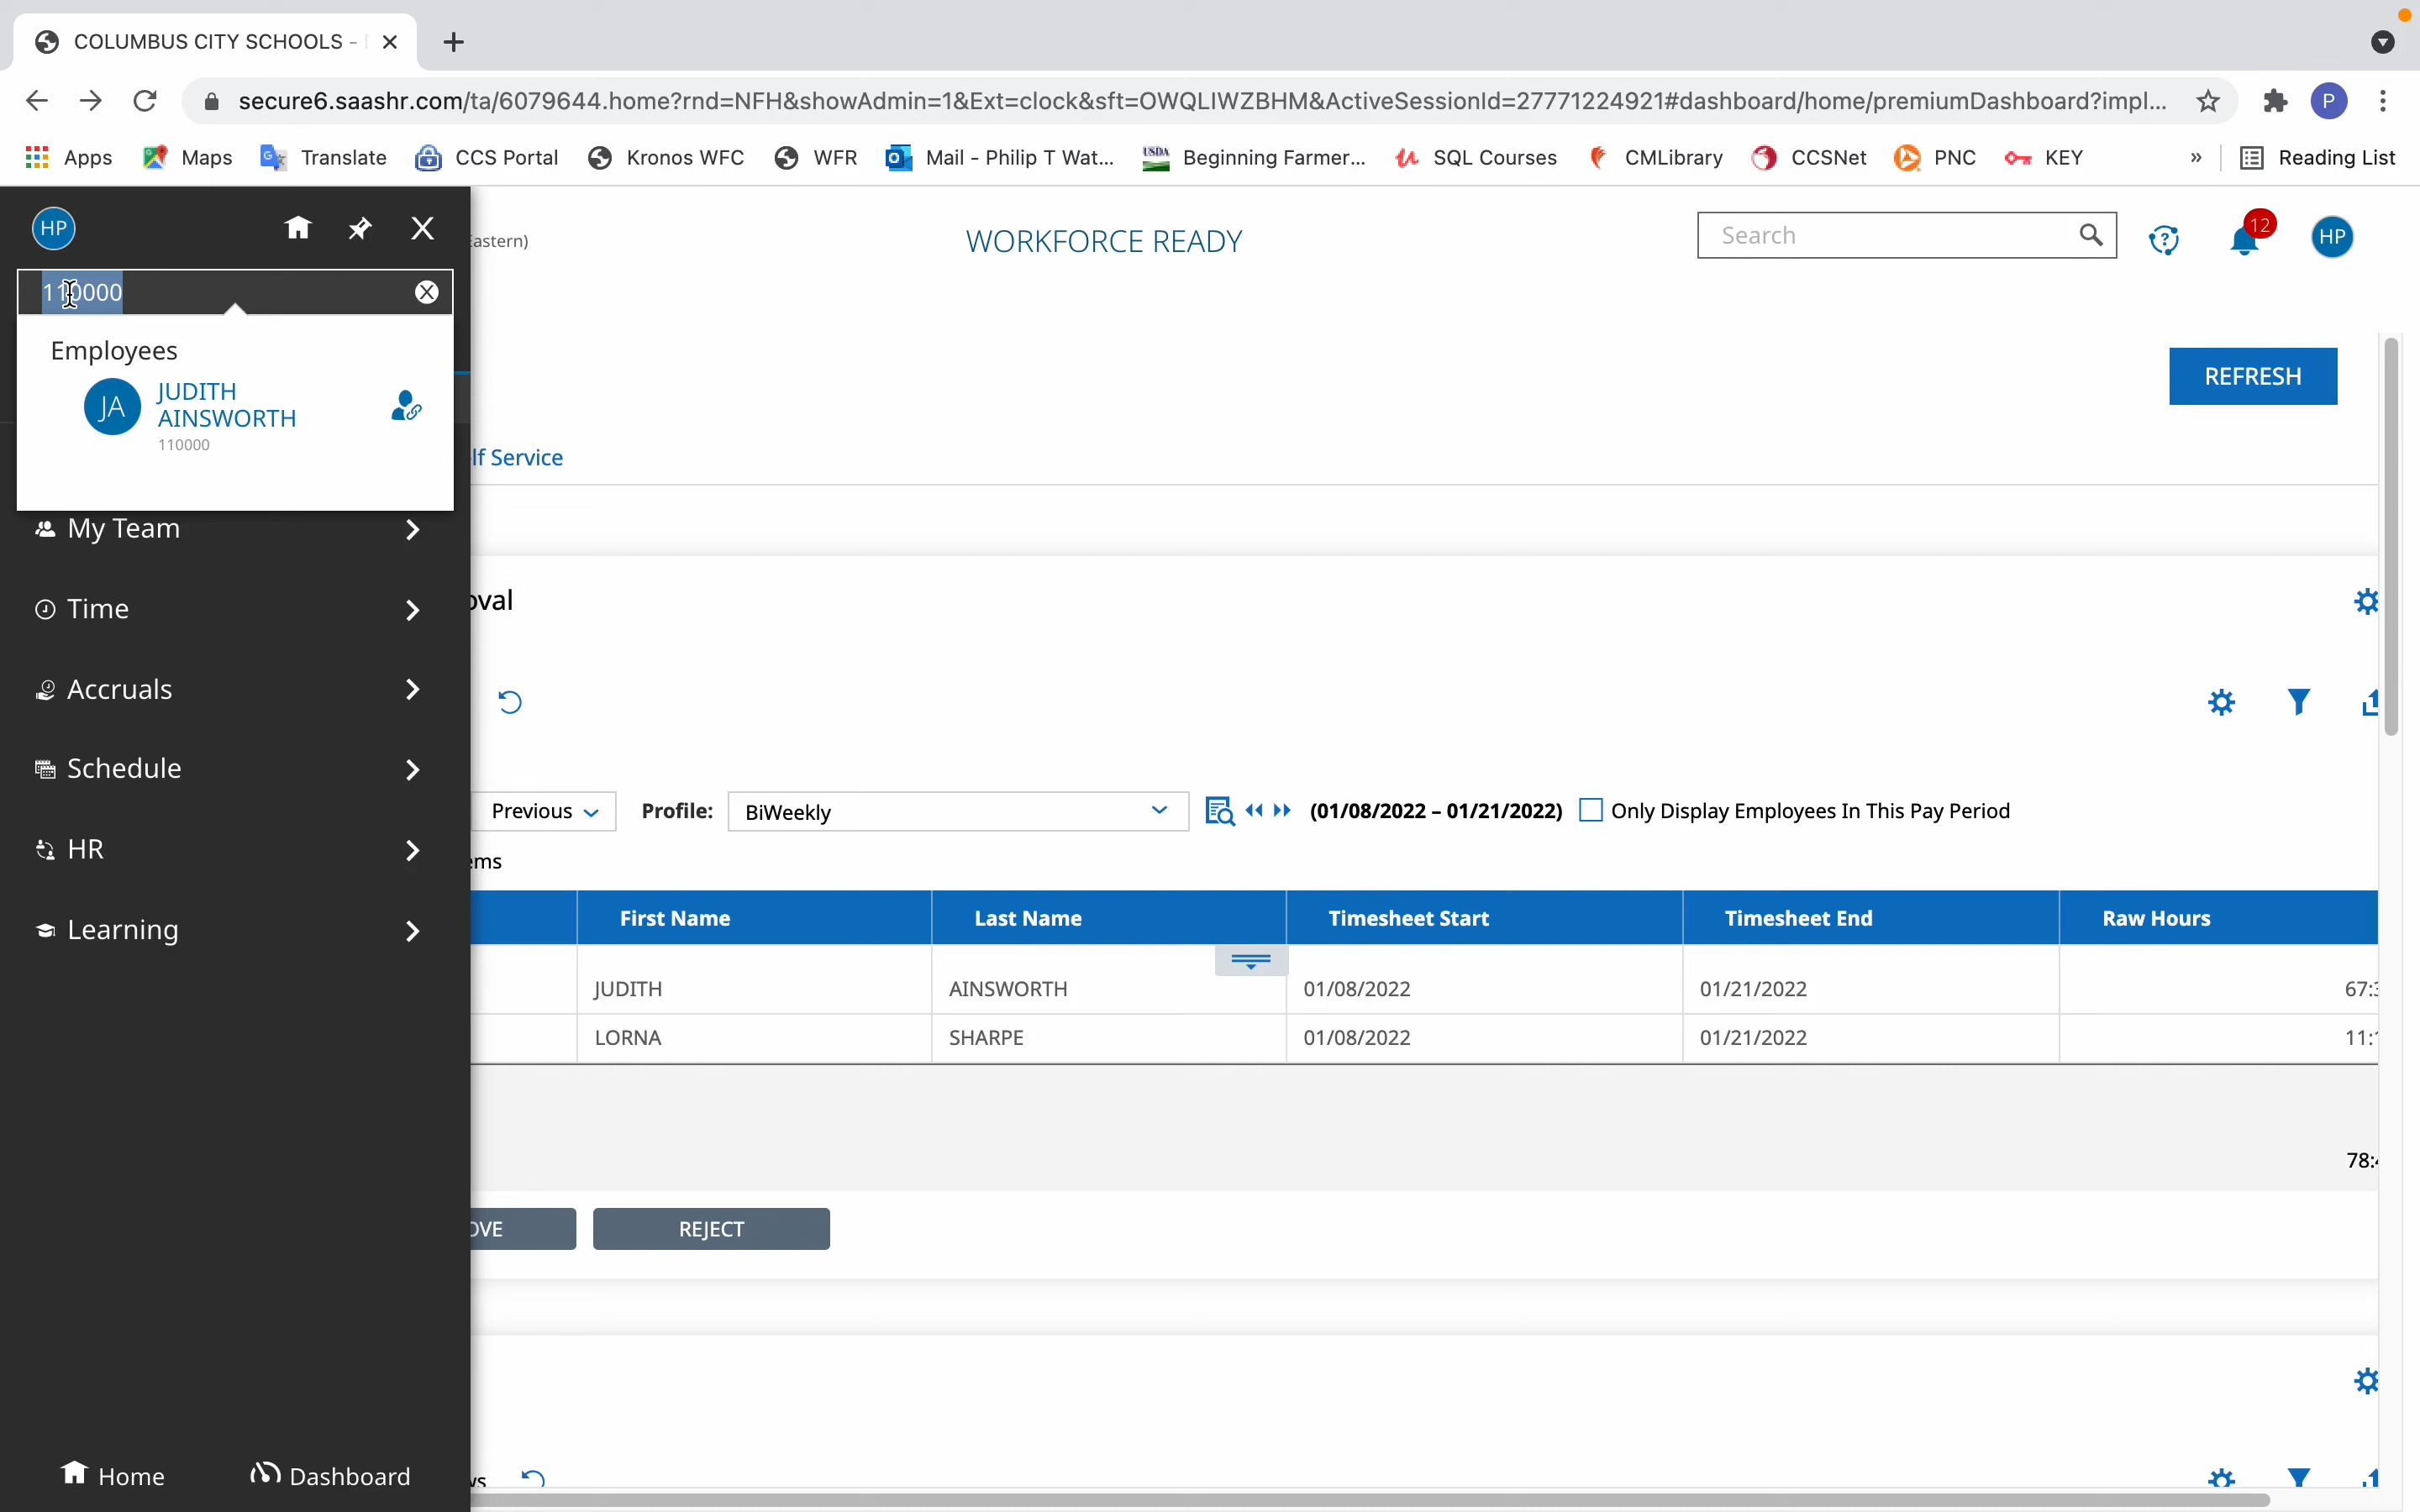 COLUMBUS CITY SCHOOLS -
secure6.saashr.com/ta/6079644.home?rnd=NFH&showAdmin=1&Ext=clock&sft=OWQLIWZBHM&ActiveSessionId=27771224921#dashboard/home/premiumDashboard?impl...
P
Apps Maps Translate CCS Portal Kronos WFC WFR Mail - Philip T Wat... USDA Beginning Farmer... SQL Courses CMLibrary CCSNet PNC KEY » Reading List
HP X
Eastern) WORKFORCE READY Search 12 HP
110000
Employees
JA JUDITH
AINSWORTH
110000
REFRESH
lf Service
My Team
Time
Accruals
Schedule
HR
Learning
Home Dashboard
oval
Previous Profile: BiWeekly (01/08/2022 – 01/21/2022) Only Display Employees In This Pay Period
ems
First Name Last Name Timesheet Start Timesheet End Raw Hours
JUDITH AINSWORTH 01/08/2022 01/21/2022 67:
LORNA SHARPE 01/08/2022 01/21/2022 11:
78:
OVE REJECT
ws